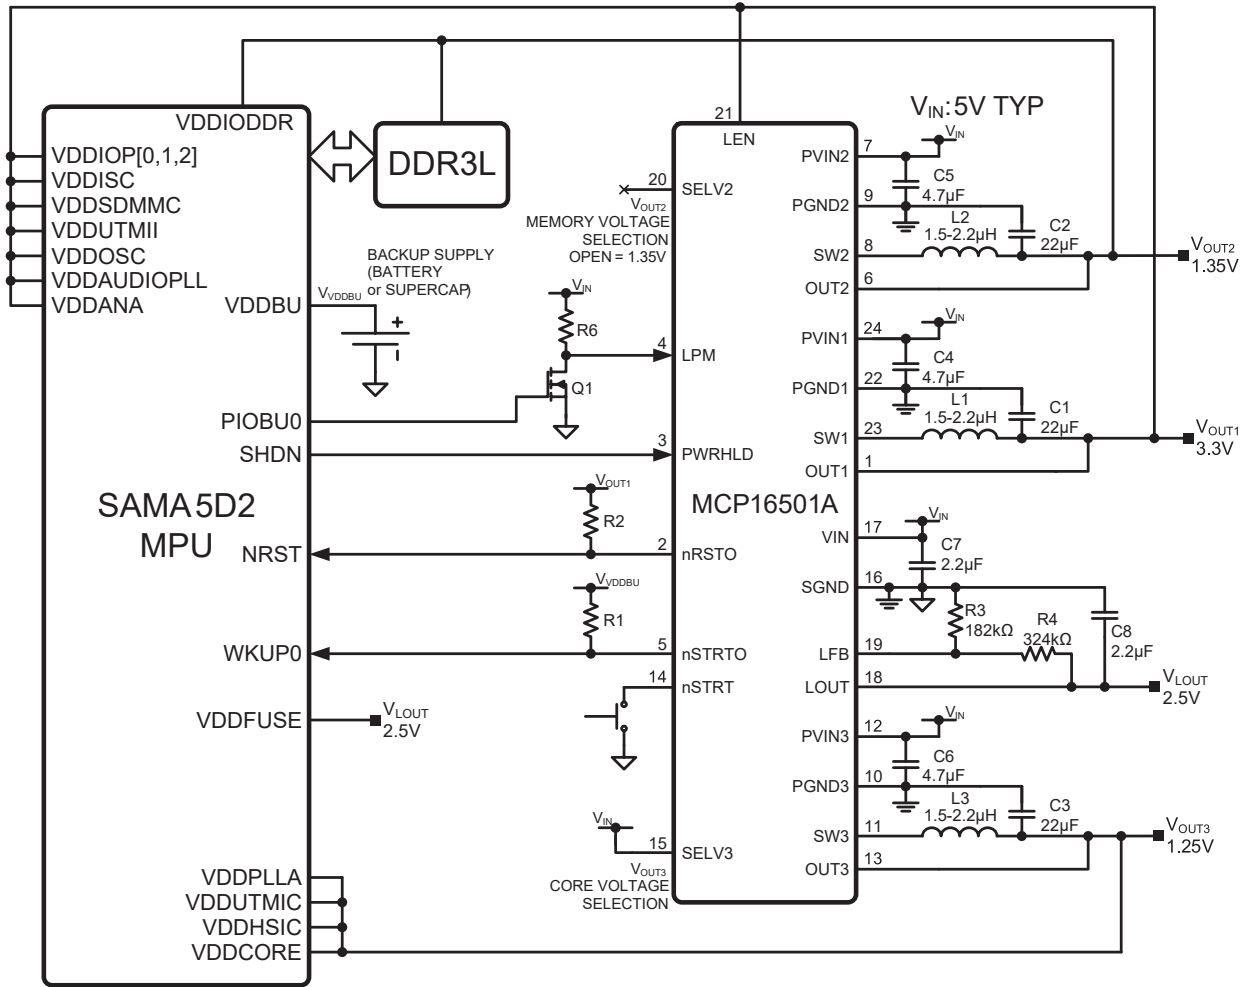 VDDIODDR
VDDIOP[0,1,2]
VDDISC
VDDSDMMC
VDDUTMII
VDDOSC
VDDAUDIOPLL
VDDANA
VDDBU
PIOBU0
SHDN
SAMA5D2
MPU
NRST
WKUP0
VDDFUSE
VDDPLLA
VDDUTMIC
VDDHSIC
VDDCORE
DDR3L
VVDDBU
BACKUP SUPPLY
(BATTERY
or SUPERCAP)
+
–
VLOUT
2.5V
20
VOUT2
MEMORY VOLTAGE
SELECTION
OPEN = 1.35V
VIN
R6
4
Q1
3
VOUT1
R2
2
VVDDBU
R1
5
14
VIN
15
VOUT3
CORE VOLTAGE
SELECTION
21
LEN
SELV2
LPM
PWRHLD
MCP16501A
nRSTO
nSTRTO
nSTRT
SELV3
PVIN2
PGND2
SW2
OUT2
PVIN1
PGND1
SW1
OUT1
VIN
SGND
LFB
LOUT
PVIN3
PGND3
SW3
OUT3
VIN: 5V TYP
7
VIN
C5
4.7µF
9
L2
1.5-2.2µH
C2
22µF
8
6
VOUT2
1.35V
24
VIN
C4
4.7µF
22
L1
1.5-2.2µH
C1
22µF
23
1
VOUT1
3.3V
17
VIN
C7
2.2µF
16
R3
182kΩ
R4
324kΩ
C8
2.2µF
19
18
VLOUT
2.5V
12
VIN
C6
4.7µF
10
L3
1.5-2.2µH
C3
22µF
11
13
VOUT3
1.25V